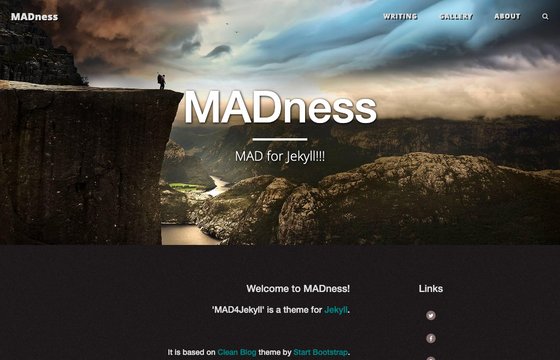 MADness
WRITING GALLERY ABOUT
MADness
MAD for Jekyll!!!
Welcome to MADness!
Links
'MAD4Jekyll' is a theme for Jekyll.
It is based on Clean Blog theme by Start Bootstrap.